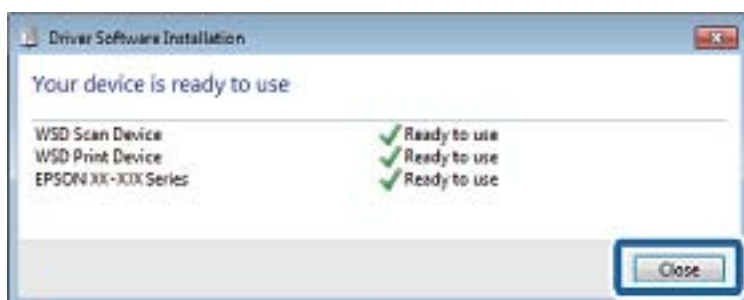 Driver Software Installation
Your device is ready to use
WSD Scan Device Ready to use
WSD Print Device Ready to use
EPSON XX-XXX Series Ready to use
Close